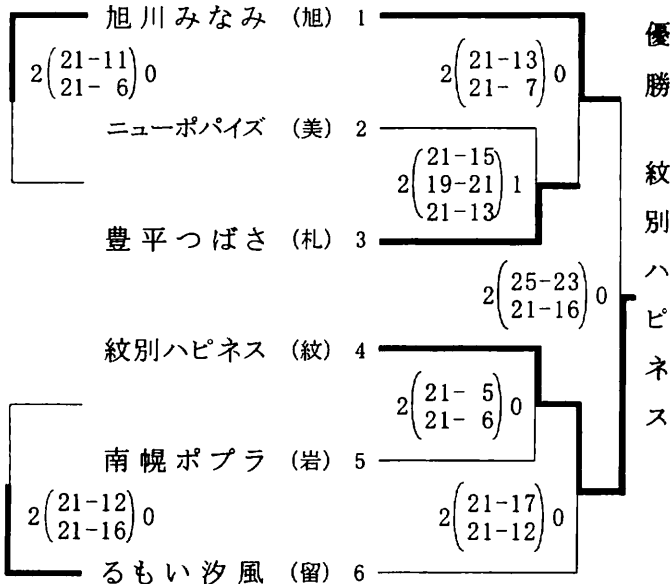 旭川みなみ (旭) 1
2(21-11 21-6)0
2(21-13 21-7)0
ニューポパイズ (美) 2
2(21-15 19-21 21-13)1
豊平つばさ (札) 3
2(25-23 21-16)0
紋別ハピネス (紋) 4
2(21-5 21-6)0
南幌ポプラ (岩) 5
2(21-12 21-16)0
2(21-17 21-12)0
るもい汐風 (留) 6
優勝 紋別ハピネス